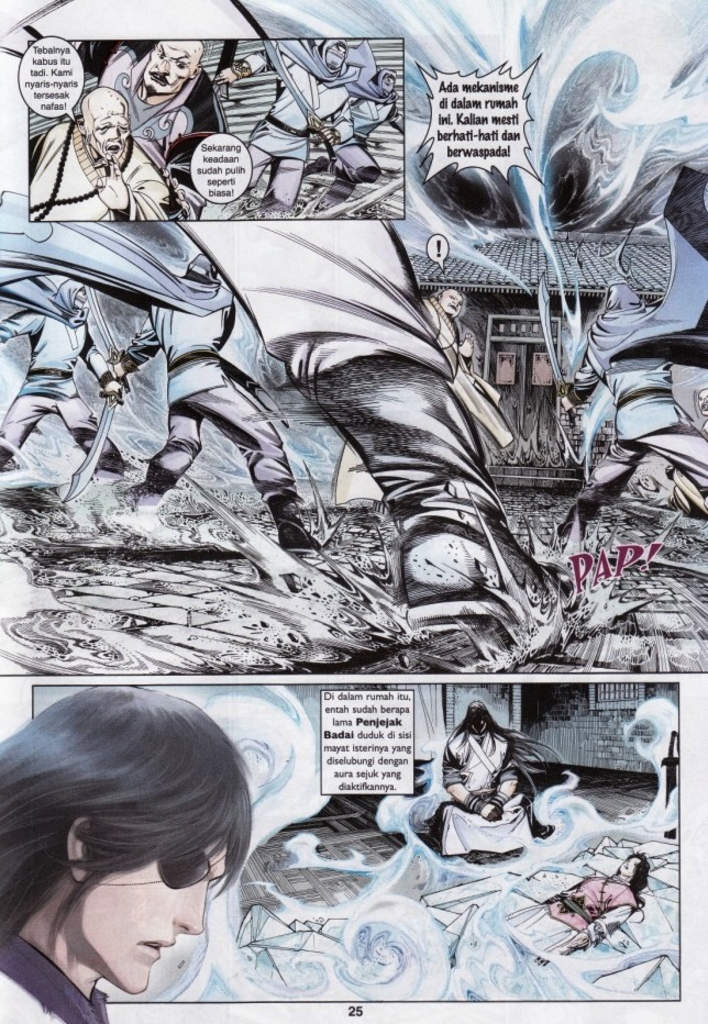 Tebalnya
kabus itu
tadi. Kami
nyaris-nyaris
tersesak
nafas!
Sekarang
keadaan
sudah pulih
seperti
biasa!
Ada mekanisme
di dalam rumah
ini. Kalian mesti
berhati-hati dan
berwaspada!
!
PAP!
Di dalam rumah itu,
entah sudah berapa
lama Penjejak
Badai duduk di sisi
mayat isterinya yang
diselubungi dengan
aura sejuk yang
diaktifkannya.
25